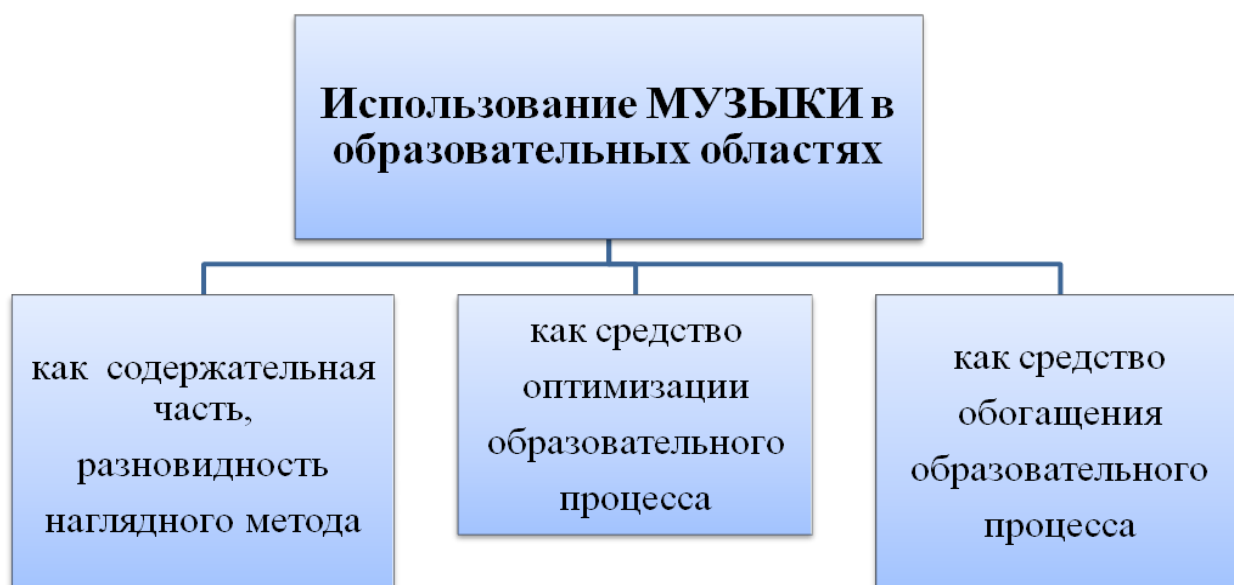 Использование МУЗЫКИ в
образовательных областях
как содержательная
часть,
разновидность
наглядного метода
как средство
оптимизации
образовательного
процесса
как средство
обогащения
образовательного
процесса